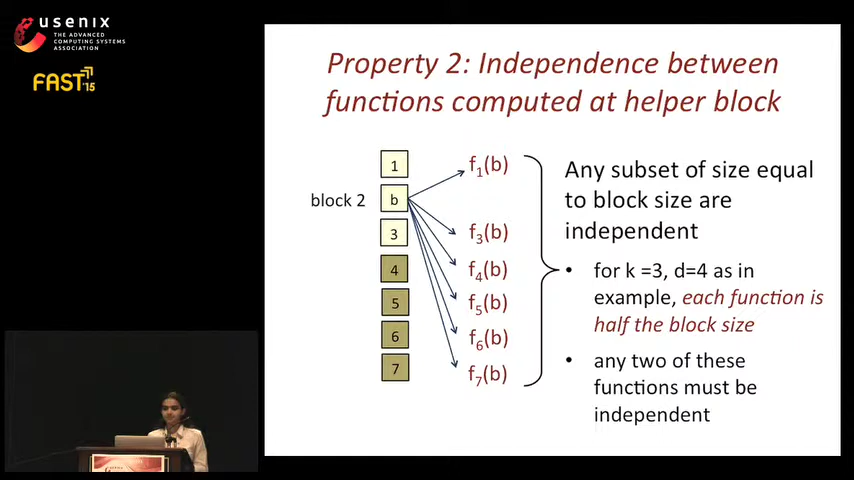 usenix
THE ADVANCED
COMPUTING SYSTEMS
ASSOCIATION
FAST '15
Property 2: Independence between
functions computed at helper block
1
f1(b)
block 2
b
3
f3(b)
4
f4(b)
5
f5(b)
6
f6(b)
7
f7(b)
Any subset of size equal
to block size are
independent
• for k =3, d=4 as in
example, each function is
half the block size
• any two of these
functions must be
independent